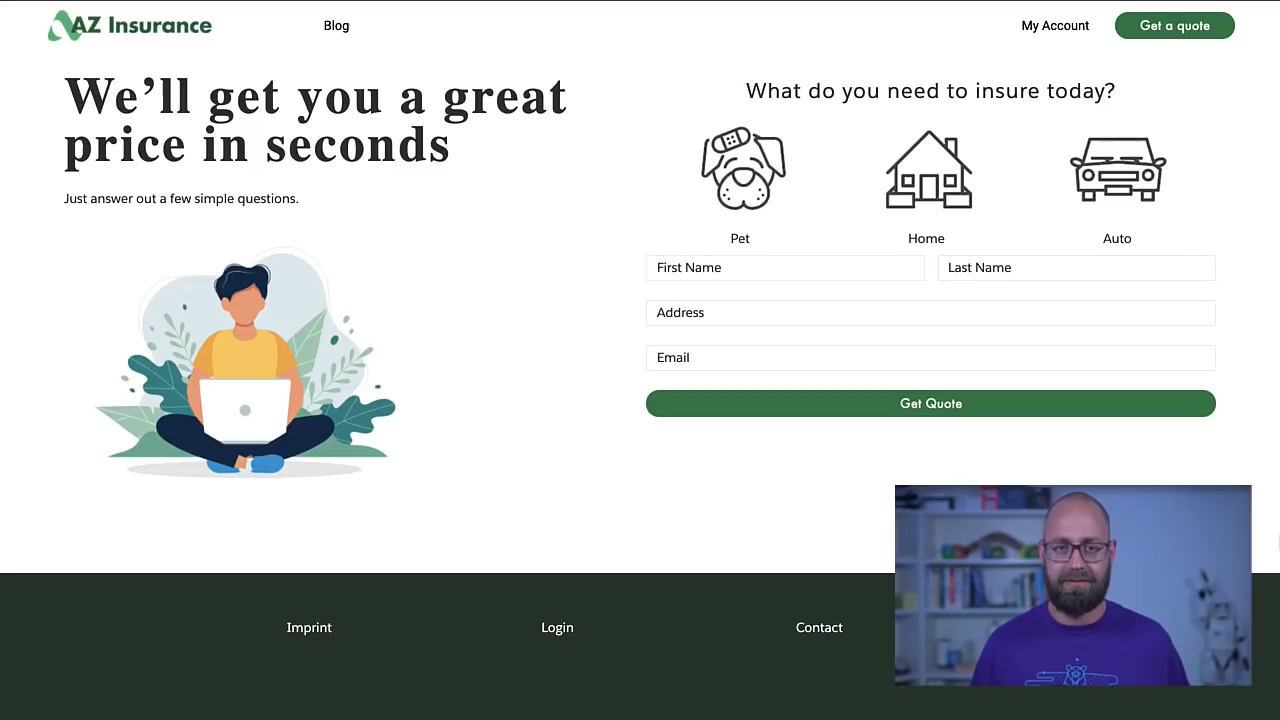 AZ Insurance
Blog
My Account
Get a quote
We’ll get you a great
price in seconds
Just answer out a few simple questions.
What do you need to insure today?
Pet
Home
Auto
First Name
Last Name
Address
Email
Get Quote
Imprint
Login
Contact